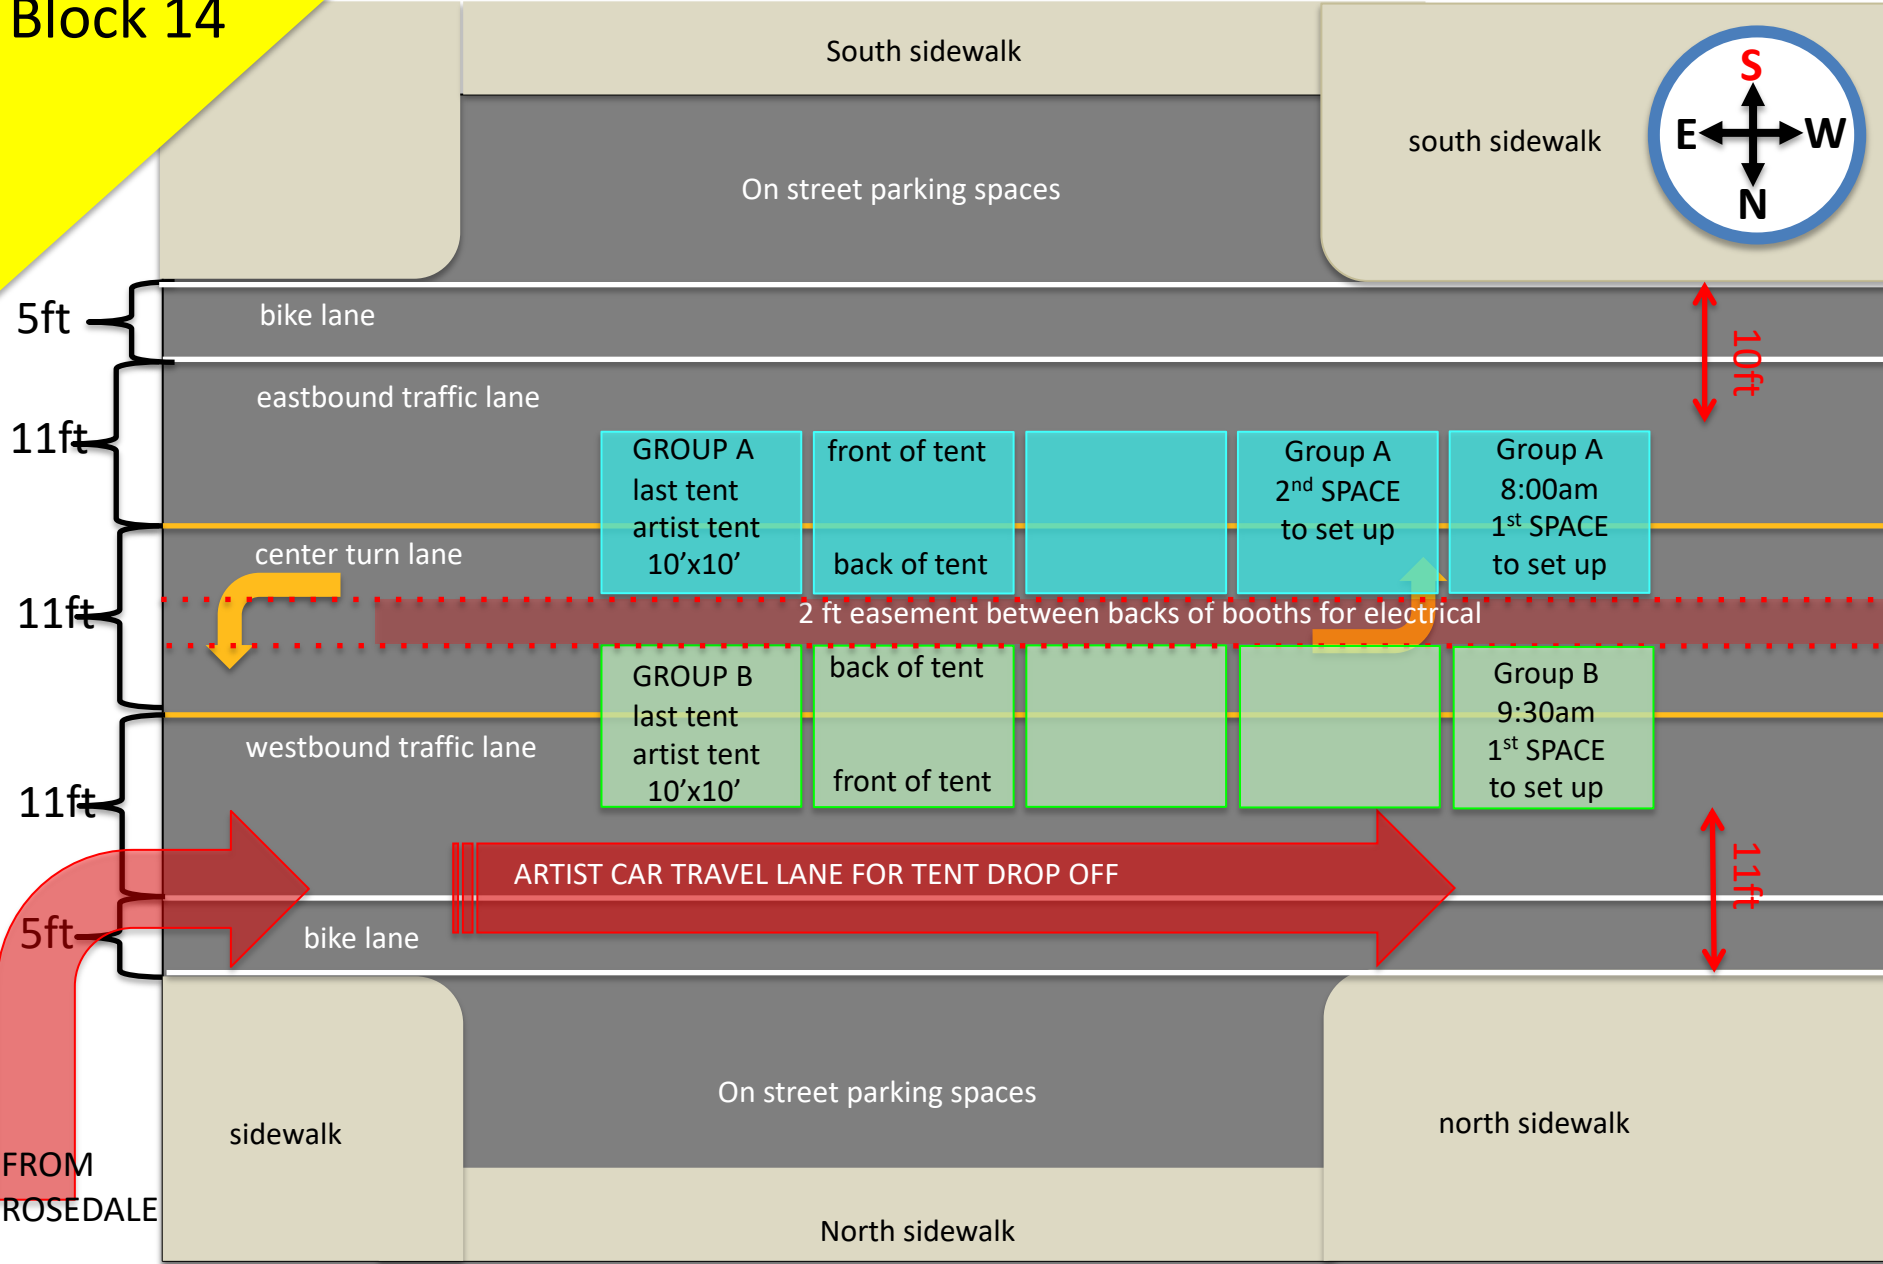 Block 14
South sidewalk
S
E W
N
south sidewalk
On street parking spaces
5ft
bike lane
10ft
eastbound traffic lane
11ft
GROUP A
last tent
artist tent
10’x10’
front of tent
back of tent
Group A
2nd SPACE
to set up
Group A
8:00am
1st SPACE
to set up
center turn lane
11ft
2 ft easement between backs of booths for electrical
GROUP B
last tent
artist tent
10’x10’
back of tent
front of tent
Group B
9:30am
1st SPACE
to set up
westbound traffic lane
11ft
ARTIST CAR TRAVEL LANE FOR TENT DROP OFF
11ft
5ft
bike lane
On street parking spaces
sidewalk
north sidewalk
FROM
ROSEDALE
North sidewalk